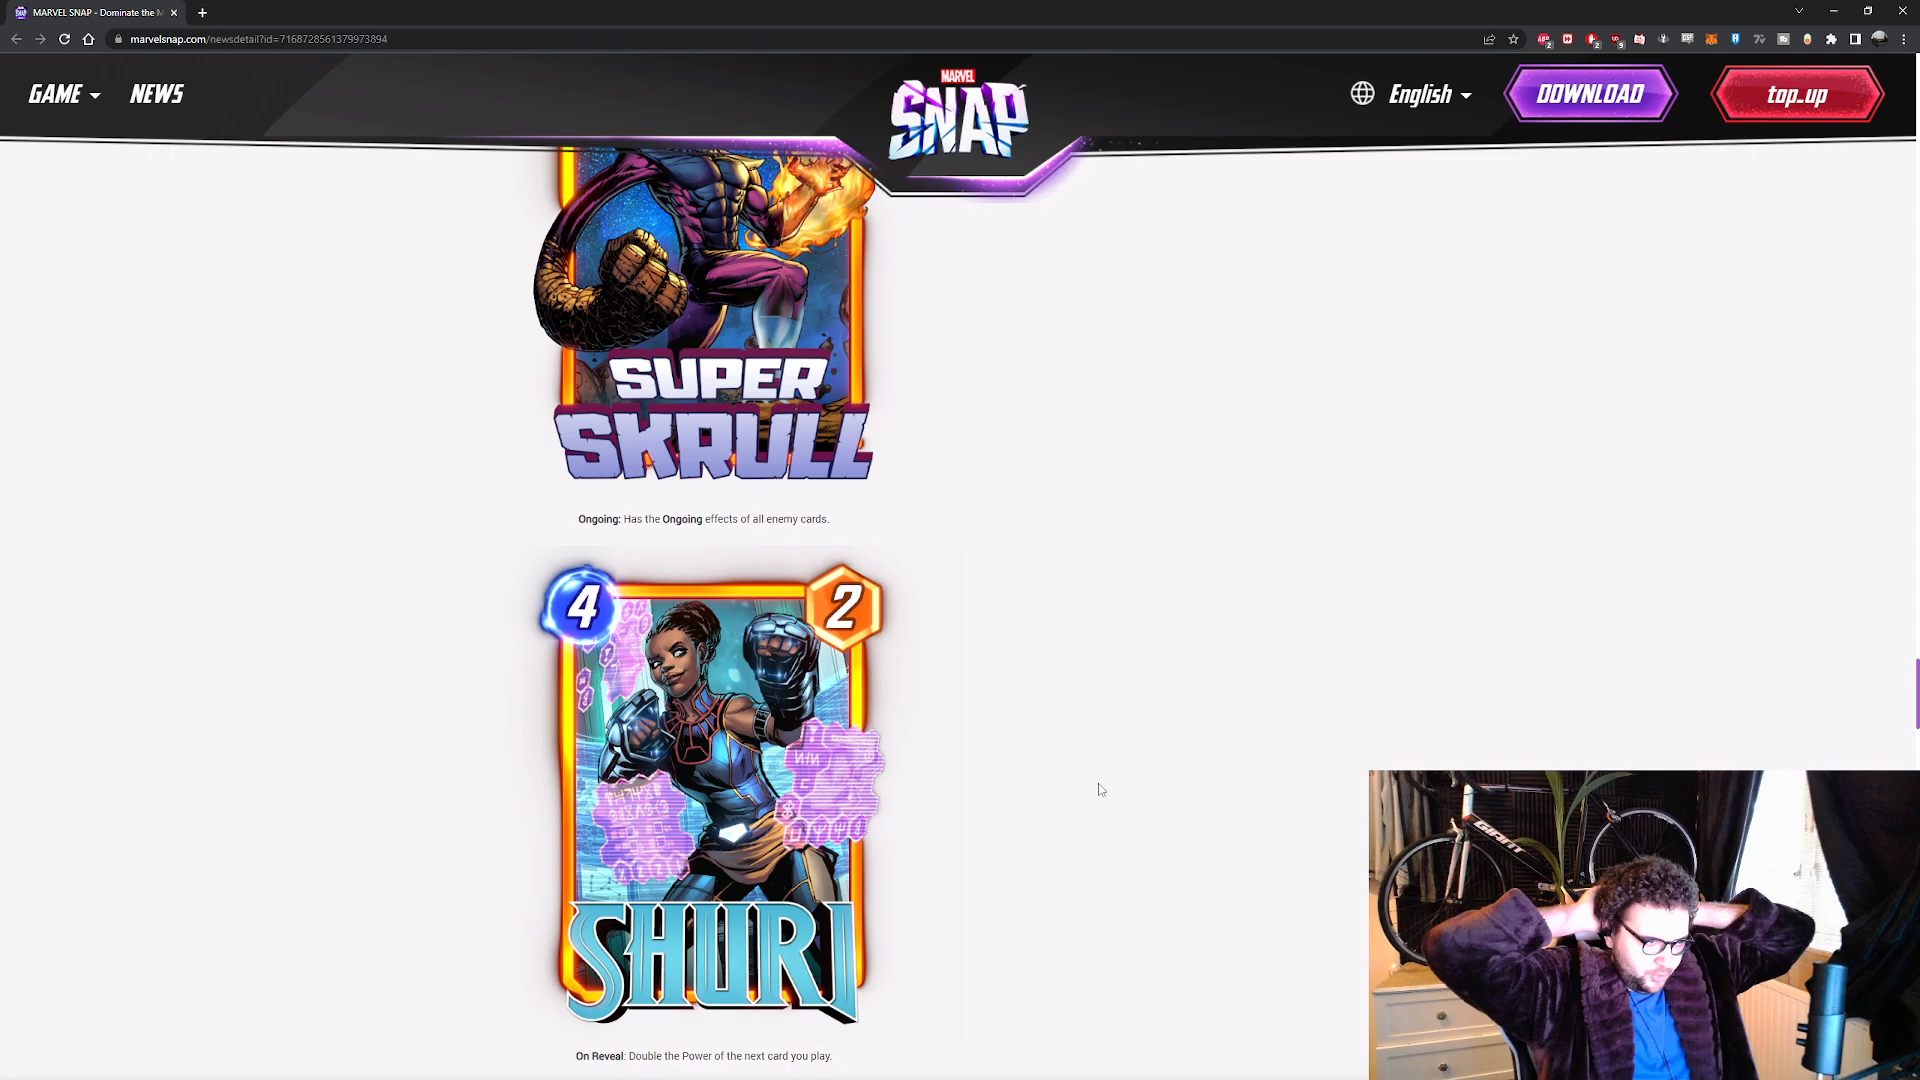 MARVEL SNAP - Dominate the M
marvelsnap.com/newsdetail?id=7168728561379973894
GAME
NEWS
MARVEL
SNAP
English
DOWNLOAD
top_up
SUPER
SKRULL
Ongoing: Has the Ongoing effects of all enemy cards.
4
2
SHURI
On Reveal: Double the Power of the next card you play.
GIANT